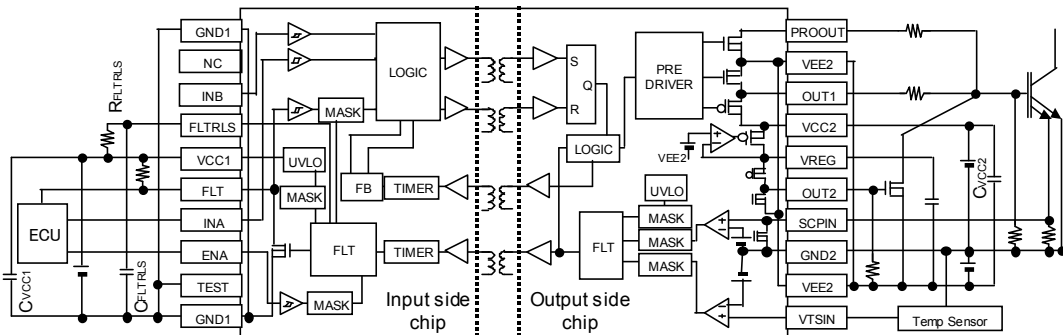 GND1
NC
INB
FLTRLS
VCC1
FLT
INA
ENA
TEST
GND1
RFLTRLS
ECU
CVCC1
CFLTRLS
LOGIC
MASK
UVLO
MASK
FB
TIMER
FLT
TIMER
MASK
Input side
chip
Output side
chip
S
Q
R
PRE
DRIVER
LOGIC
VEE2
UVLO
MASK
MASK
MASK
FLT
PROOUT
VEE2
OUT1
VCC2
VREG
OUT2
SCPIN
GND2
VEE2
VTSIN
CVCC2
Temp Sensor